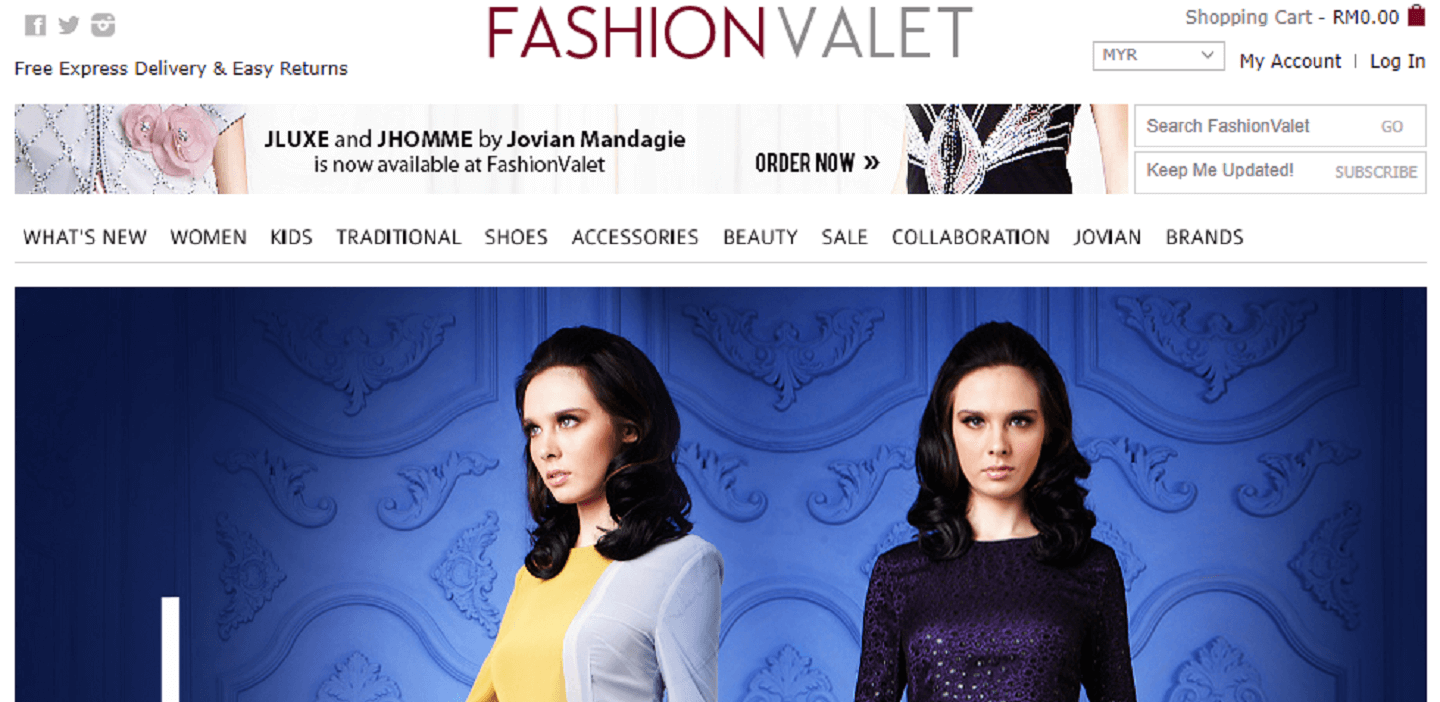 FASHIONVALET
Shopping Cart - RM0.00
Free Express Delivery & Easy Returns
MYR
My Account | Log In
JLUXE and JHOMME by Jovian Mandagie
is now available at FashionValet
ORDER NOW »
Search FashionValet GO
Keep Me Updated! SUBSCRIBE
WHAT'S NEW WOMEN KIDS TRADITIONAL SHOES ACCESSORIES BEAUTY SALE COLLABORATION JOVIAN BRANDS